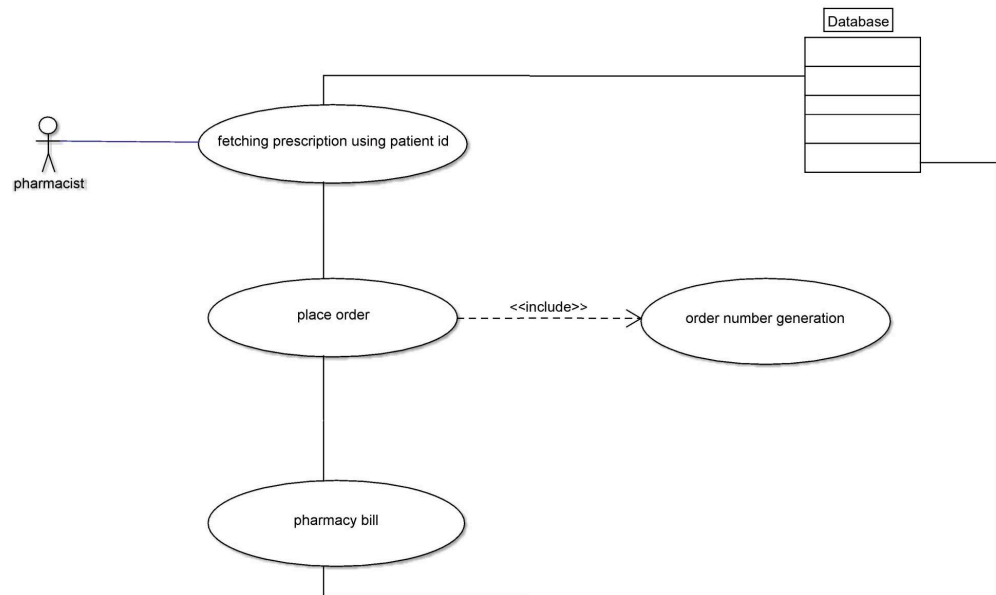 Database
fetching prescription using patient id
pharmacist
place order
<<include>>
order number generation
pharmacy bill